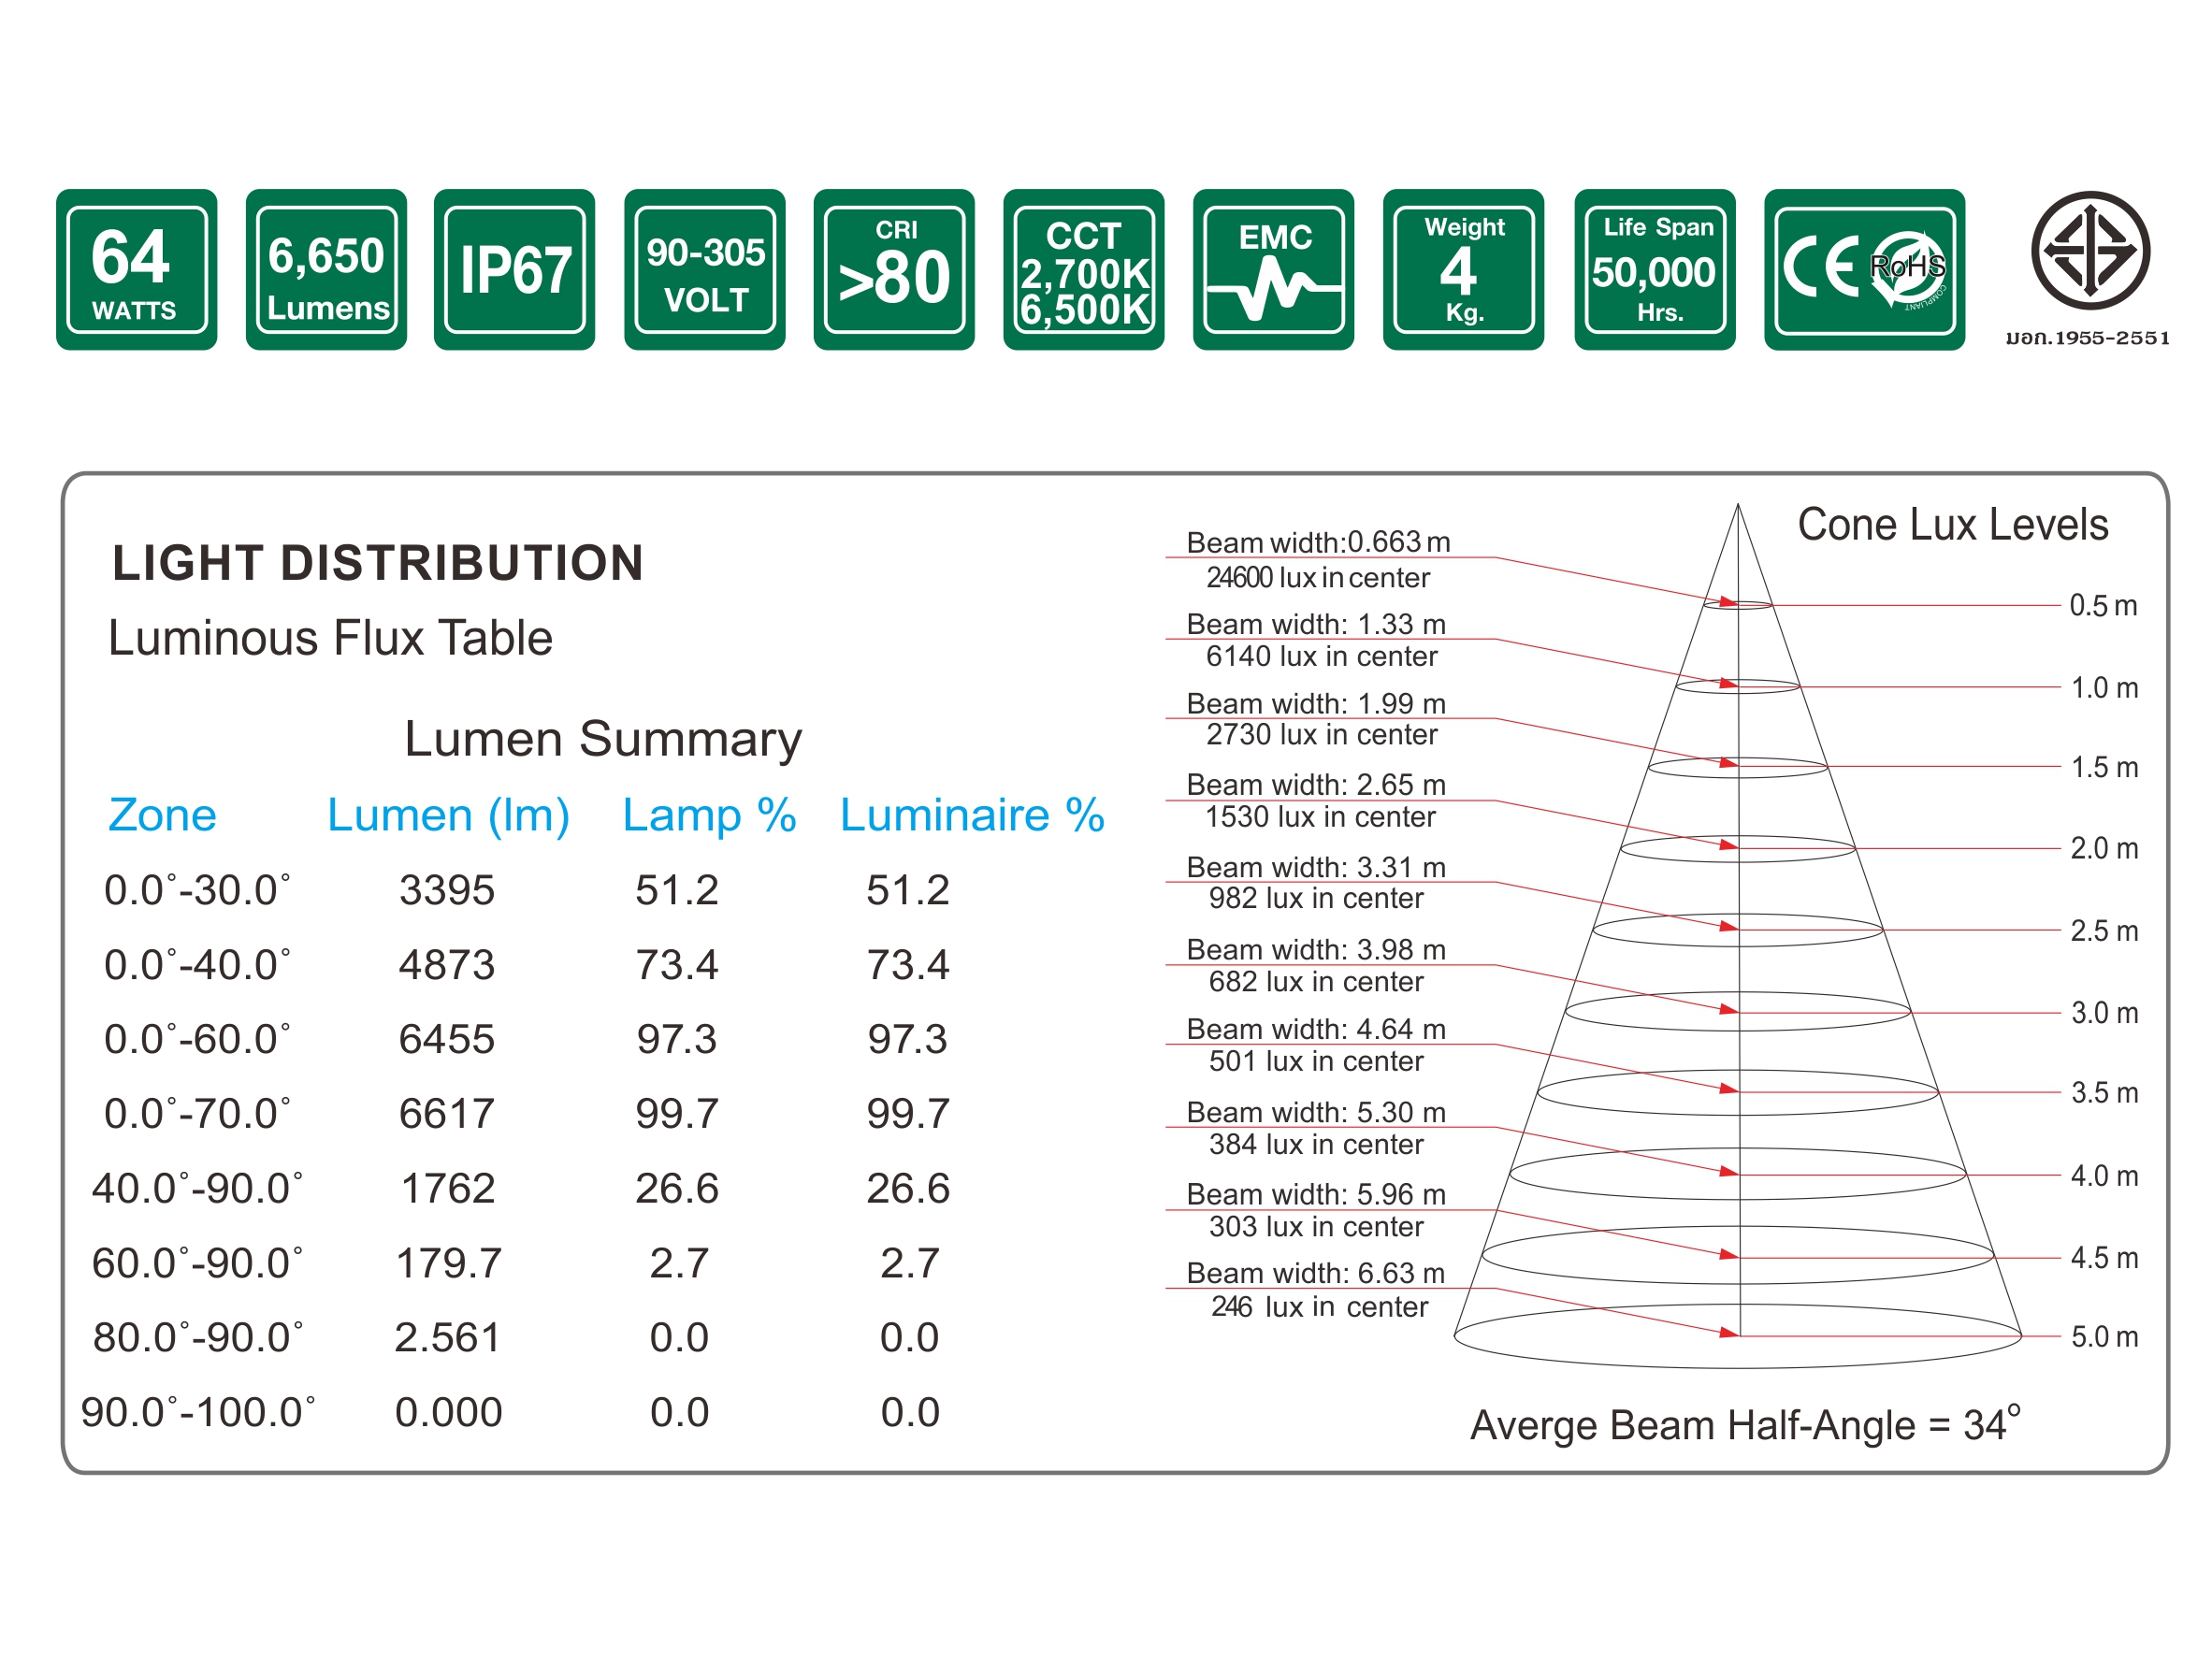 64
WATTS
6,650
Lumens
IP67
90-305
VOLT
CRI
>80
CCT
2,700K
6,500K
EMC
Weight
4
Kg.
Life Span
50,000
Hrs.
CE
RoHS
COMPLIANT
มอก.1955-2551
LIGHT DISTRIBUTION
Luminous Flux Table
Lumen Summary
Zone Lumen (lm) Lamp % Luminaire %
0.0°-30.0° 3395 51.2 51.2
0.0°-40.0° 4873 73.4 73.4
0.0°-60.0° 6455 97.3 97.3
0.0°-70.0° 6617 99.7 99.7
40.0°-90.0° 1762 26.6 26.6
60.0°-90.0° 179.7 2.7 2.7
80.0°-90.0° 2.561 0.0 0.0
90.0°-100.0° 0.000 0.0 0.0
Cone Lux Levels
Beam width:0.663 m
24600 lux in center
0.5 m
Beam width: 1.33 m
6140 lux in center
1.0 m
Beam width: 1.99 m
2730 lux in center
1.5 m
Beam width: 2.65 m
1530 lux in center
2.0 m
Beam width: 3.31 m
982 lux in center
2.5 m
Beam width: 3.98 m
682 lux in center
3.0 m
Beam width: 4.64 m
501 lux in center
3.5 m
Beam width: 5.30 m
384 lux in center
4.0 m
Beam width: 5.96 m
303 lux in center
4.5 m
Beam width: 6.63 m
246 lux in center
5.0 m
Averge Beam Half-Angle = 34°